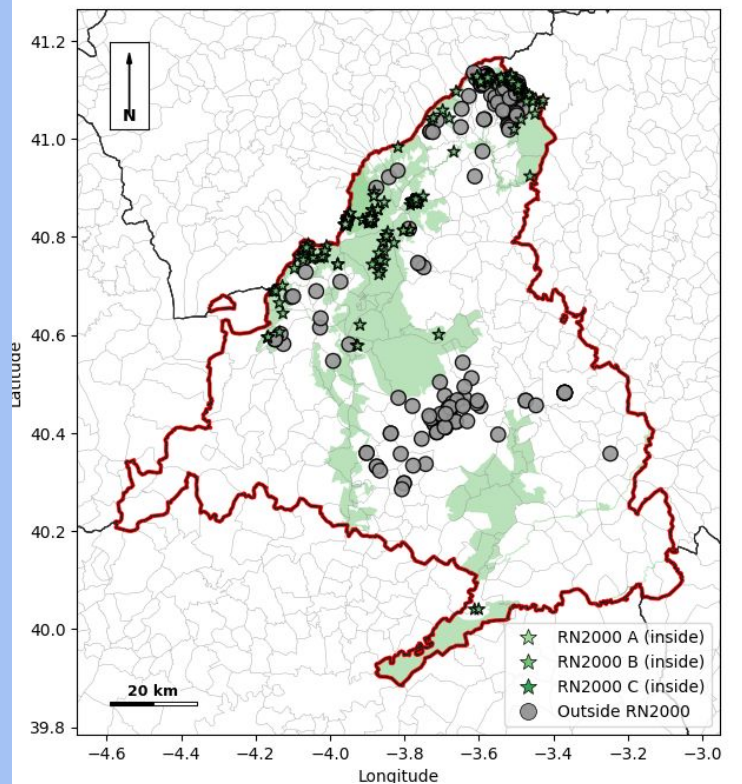 41.2
41.0
40.8
40.6
40.4
40.2
40.0
39.8
Latitude
N
20 km
RN2000 A (inside)
RN2000 B (inside)
RN2000 C (inside)
Outside RN2000
−4.6 −4.4 −4.2 −4.0 −3.8 −3.6 −3.4 −3.2 −3.0
Longitude